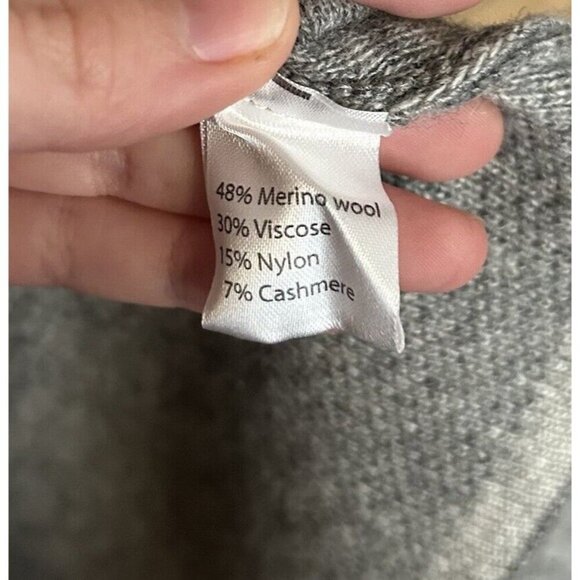 48% Merino wool
30% Viscose
15% Nylon
7% Cashmere